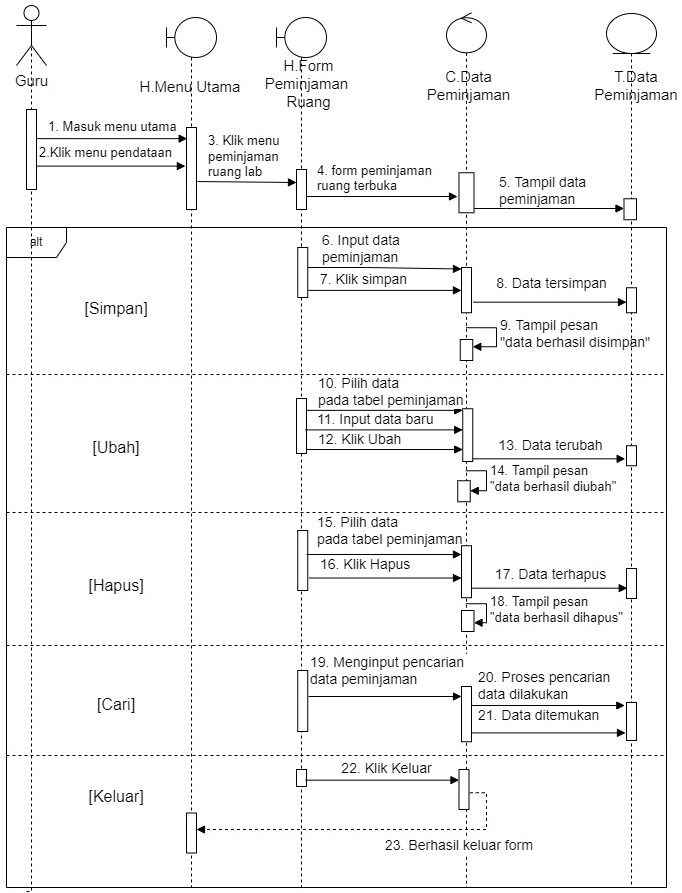 Guru
H.Menu Utama
H.Form
Peminjaman
Ruang
C.Data
Peminjaman
T.Data
Peminjaman
1. Masuk menu utama
2.Klik menu pendataan
3. Klik menu
peminjaman
ruang lab
4. form peminjaman
ruang terbuka
5. Tampil data
peminjaman
alt
[Simpan]
6. Input data
peminjaman
7. Klik simpan
8. Data tersimpan
9. Tampil pesan
"data berhasil disimpan"
[Ubah]
10. Pilih data
pada tabel peminjaman
11. Input data baru
12. Klik Ubah
13. Data terubah
14. Tampil pesan
"data berhasil diubah"
[Hapus]
15. Pilih data
pada tabel peminjaman
16. Klik Hapus
17. Data terhapus
18. Tampil pesan
"data berhasil dihapus"
[Cari]
19. Menginput pencarian
data peminjaman
20. Proses pencarian
data dilakukan
21. Data ditemukan
[Keluar]
22. Klik Keluar
23. Berhasil keluar form